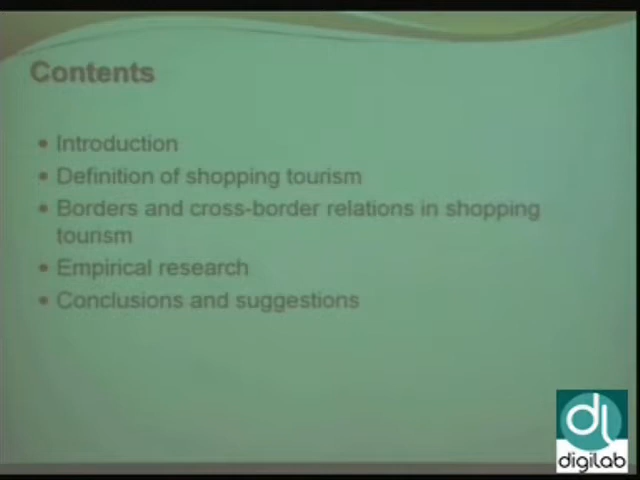 Contents
• Introduction
• Definition of shopping tourism
• Borders and cross-border relations in shopping
tourism
• Empirical research
• Conclusions and suggestions
dl
digilab